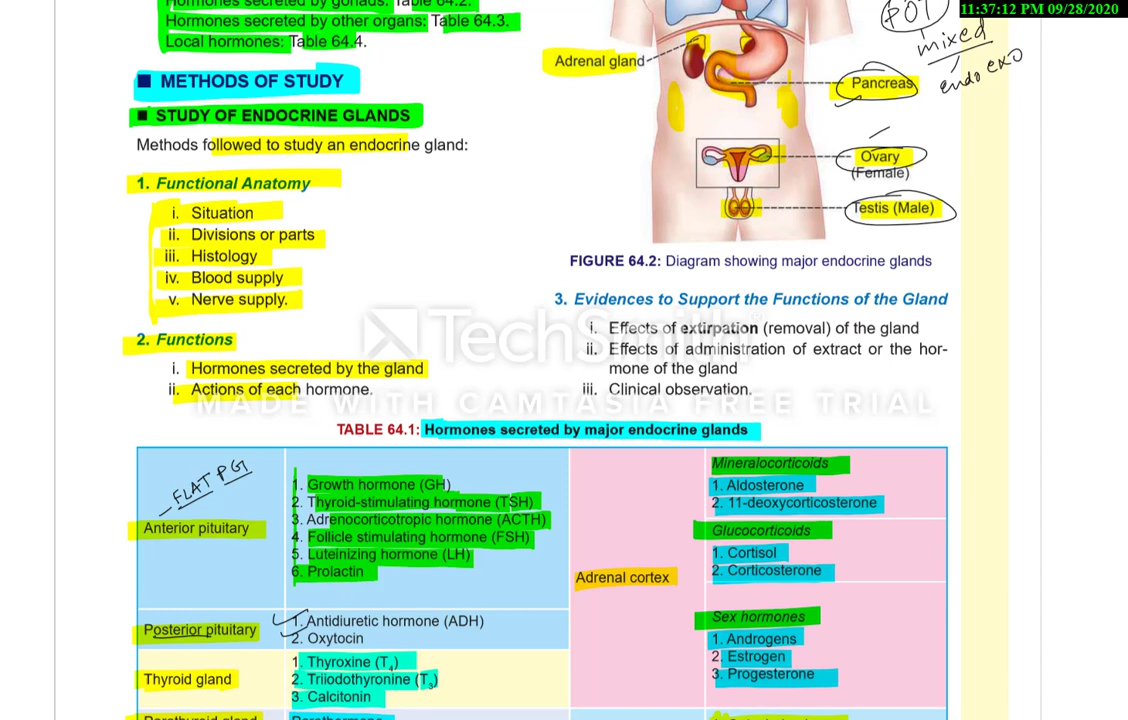 11:37:12 PM 09/28/2020
Hormones secreted by gonads: Table 64.2.
Hormones secreted by other organs: Table 64.3.
Local hormones: Table 64.4.
METHODS OF STUDY
STUDY OF ENDOCRINE GLANDS
Methods followed to study an endocrine gland:
1. Functional Anatomy
i. Situation
ii. Divisions or parts
iii. Histology
iv. Blood supply
v. Nerve supply.
2. Functions
i. Hormones secreted by the gland
ii. Actions of each hormone.
POT
mixed
endo exo
Adrenal gland
Pancreas
Ovary
(Female)
Testis (Male)
FIGURE 64.2: Diagram showing major endocrine glands
3. Evidences to Support the Functions of the Gland
i. Effects of extirpation (removal) of the gland
ii. Effects of administration of extract or the hor-
mone of the gland
iii. Clinical observation.
TechSmith
MADE WITH CAMTASIA FREE TRIAL
TABLE 64.1: Hormones secreted by major endocrine glands
FLAT PG
Anterior pituitary
1. Growth hormone (GH)
2. Thyroid-stimulating hormone (TSH)
3. Adrenocorticotropic hormone (ACTH)
4. Follicle stimulating hormone (FSH)
5. Luteinizing hormone (LH)
6. Prolactin
Posterior pituitary
1. Antidiuretic hormone (ADH)
2. Oxytocin
Thyroid gland
1. Thyroxine (T4)
2. Triiodothyronine (T3)
3. Calcitonin
Parathyroid gland
Parathormone
Adrenal cortex
Mineralocorticoids
1. Aldosterone
2. 11-deoxycorticosterone
Glucocorticoids
1. Cortisol
2. Corticosterone
Sex hormones
1. Androgens
2. Estrogen
3. Progesterone